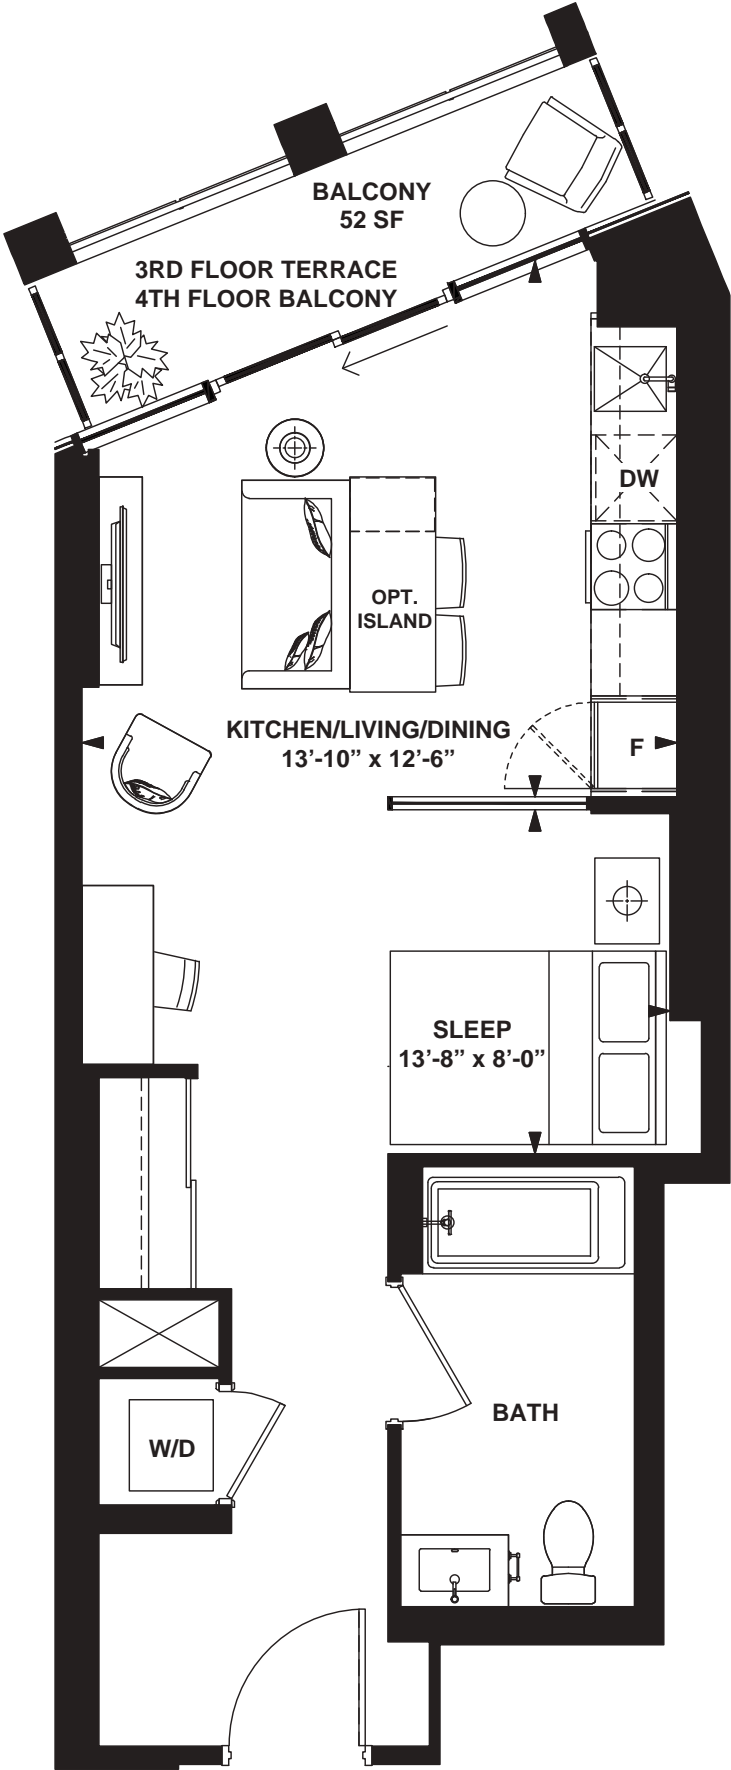 BALCONY
52 SF
3RD FLOOR TERRACE
4TH FLOOR BALCONY
DW
OPT.
ISLAND
KITCHEN/LIVING/DINING
13’-10” x 12’-6”
F
SLEEP
13’-8” x 8’-0”
BATH
W/D